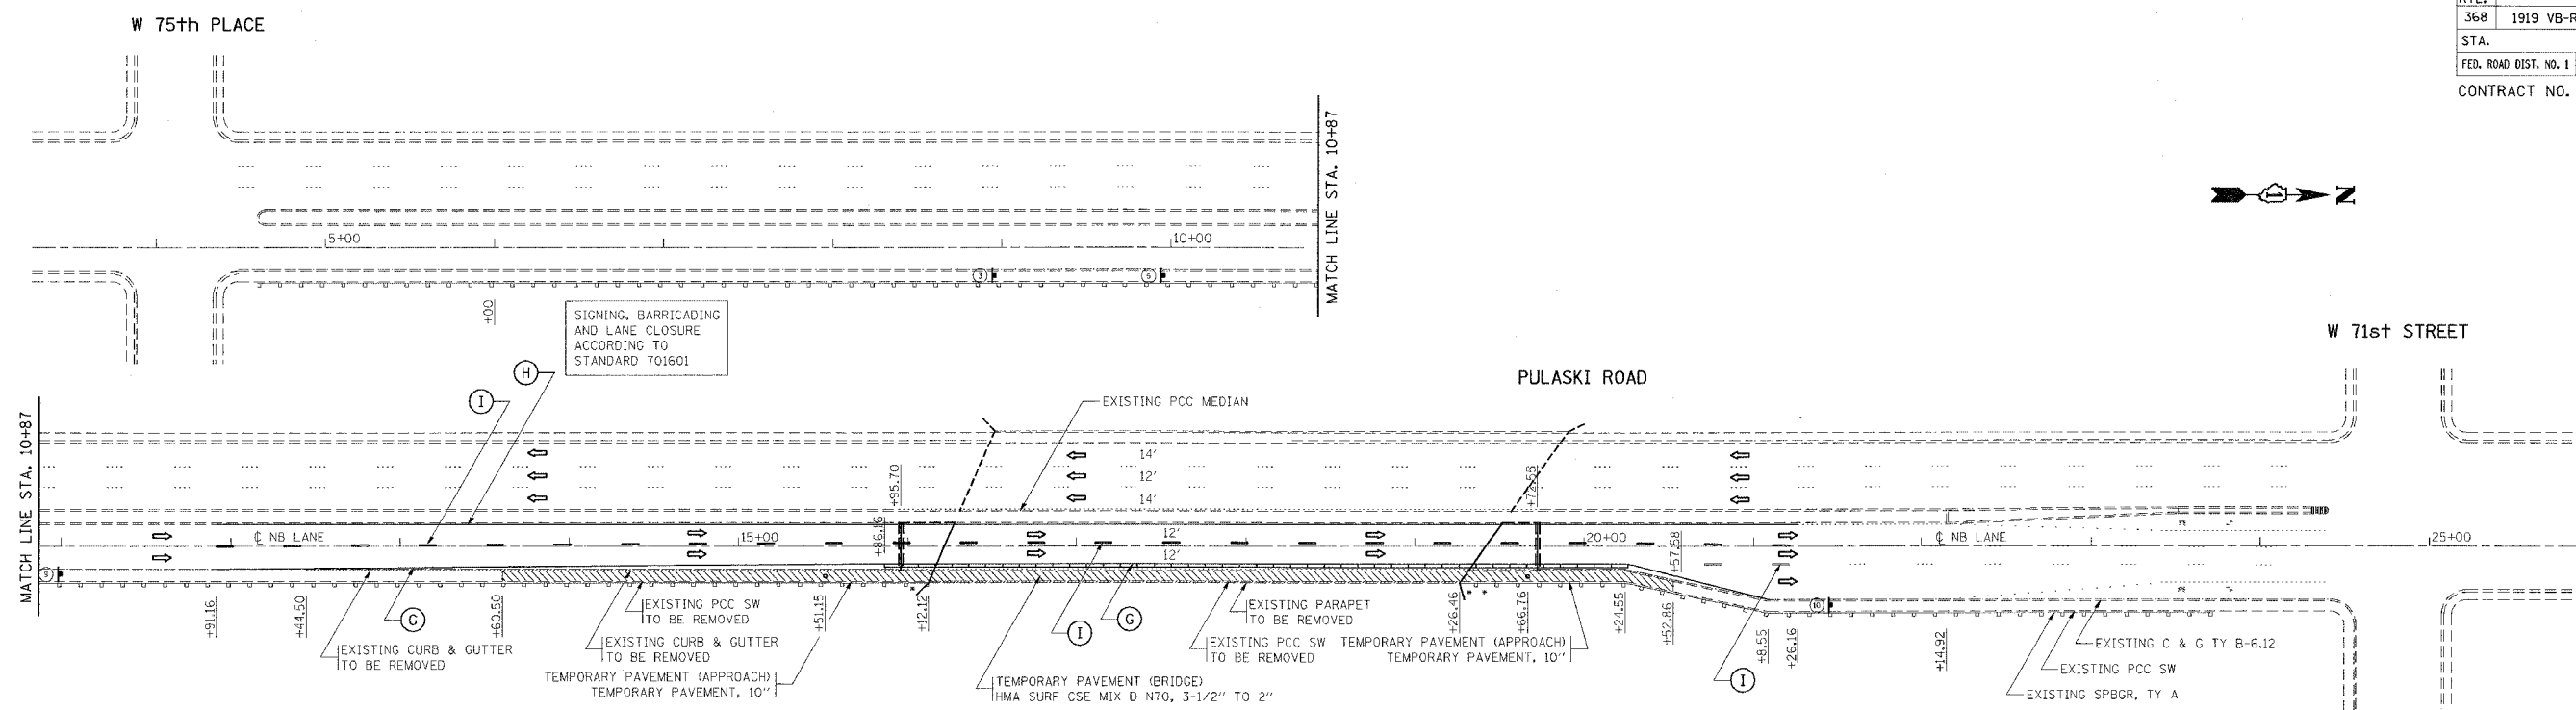 W 75th PLACE
368 1919 VB-R
STA.
FED. ROAD DIST. NO. 1
CONTRACT NO.
MATCH LINE STA. 10+87
N
5+00
10+00
3
5
+00
SIGNING, BARRICADING
AND LANE CLOSURE
ACCORDING TO
STANDARD 701601
W 71st STREET
PULASKI ROAD
H
I
EXISTING PCC MEDIAN
MATCH LINE STA. 10+87
14'
12'
14'
+95.70
+86.16
+72.55
+57.58
℄ NB LANE
15+00
12'
12'
20+00
℄ NB LANE
25+00
9
10
+91.16
+44.50
+60.50
+51.15
+12.12
+26.46
+66.76
+24.55
+52.86
+8.55
+26.16
+14.92
G
EXISTING CURB & GUTTER
TO BE REMOVED
EXISTING PCC SW
TO BE REMOVED
EXISTING CURB & GUTTER
TO BE REMOVED
TEMPORARY PAVEMENT (APPROACH)
TEMPORARY PAVEMENT, 10"
I
G
EXISTING PARAPET
TO BE REMOVED
EXISTING PCC SW
TO BE REMOVED
TEMPORARY PAVEMENT (APPROACH)
TEMPORARY PAVEMENT, 10"
TEMPORARY PAVEMENT (BRIDGE)
HMA SURF CSE MIX D N70, 3-1/2" TO 2"
I
EXISTING C & G TY B-6.12
EXISTING PCC SW
EXISTING SPBGR, TY A